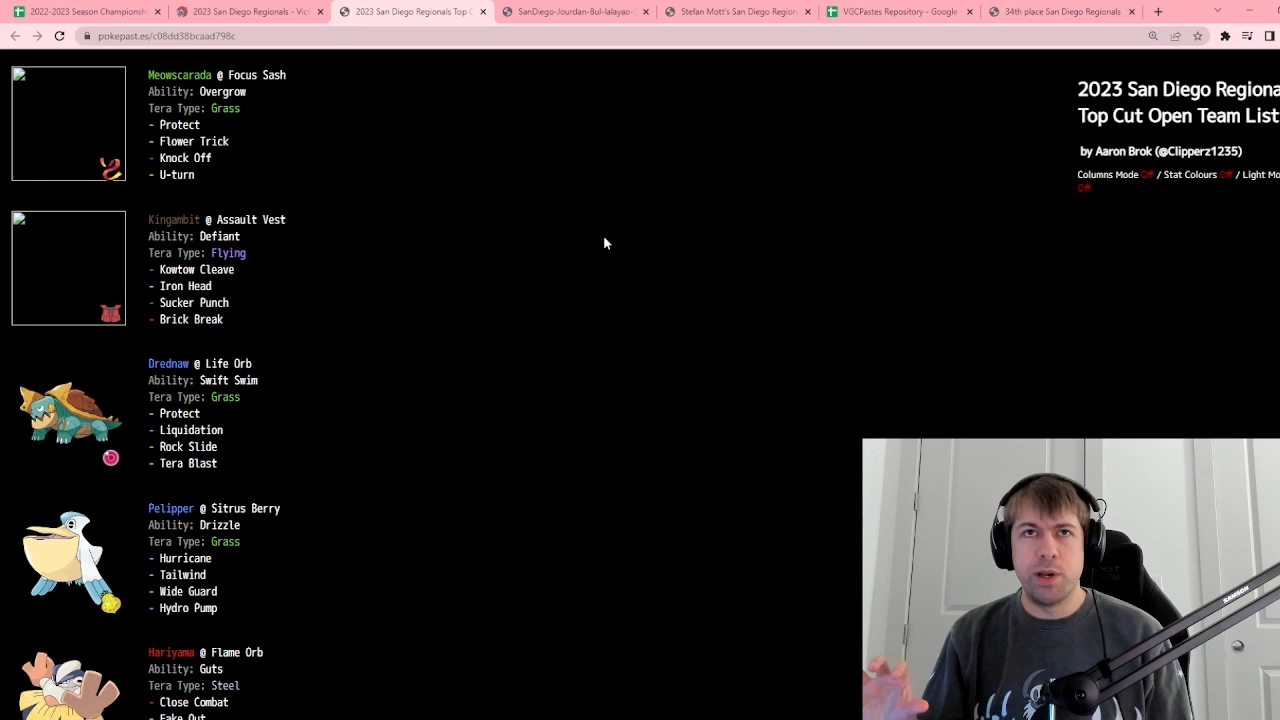 2022-2023 Season Champions
2023 San Diego Regionals - Vict
2023 San Diego Regionals Top C
SanDiego-Jourdan-Bul-lalayao-
Stefan Mott's San Diego Region
VGCPastes Repository - Google
34th place San Diego Regionals
pokepast.es/c08dd38bcaad798c
Meowscarada @ Focus Sash
Ability: Overgrow
Tera Type: Grass
- Protect
- Flower Trick
- Knock Off
- U-turn
Kingambit @ Assault Vest
Ability: Defiant
Tera Type: Flying
- Kowtow Cleave
- Iron Head
- Sucker Punch
- Brick Break
Drednaw @ Life Orb
Ability: Swift Swim
Tera Type: Grass
- Protect
- Liquidation
- Rock Slide
- Tera Blast
Pelipper @ Sitrus Berry
Ability: Drizzle
Tera Type: Grass
- Hurricane
- Tailwind
- Wide Guard
- Hydro Pump
Hariyama @ Flame Orb
Ability: Guts
Tera Type: Steel
- Close Combat
- Fake Out
2023 San Diego Regiona
Top Cut Open Team List
by Aaron Brok (@Clipperz1235)
Columns Mode Off / Stat Colours Off / Light Mo
Off
SAMSON